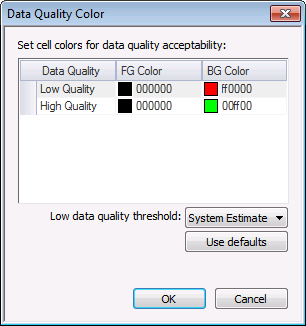 Data Quality Color
Set cell colors for data quality acceptability:
Data Quality FG Color BG Color
Low Quality 000000 ff0000
High Quality 000000 00ff00
Low data quality threshold: System Estimate
Use defaults
OK Cancel